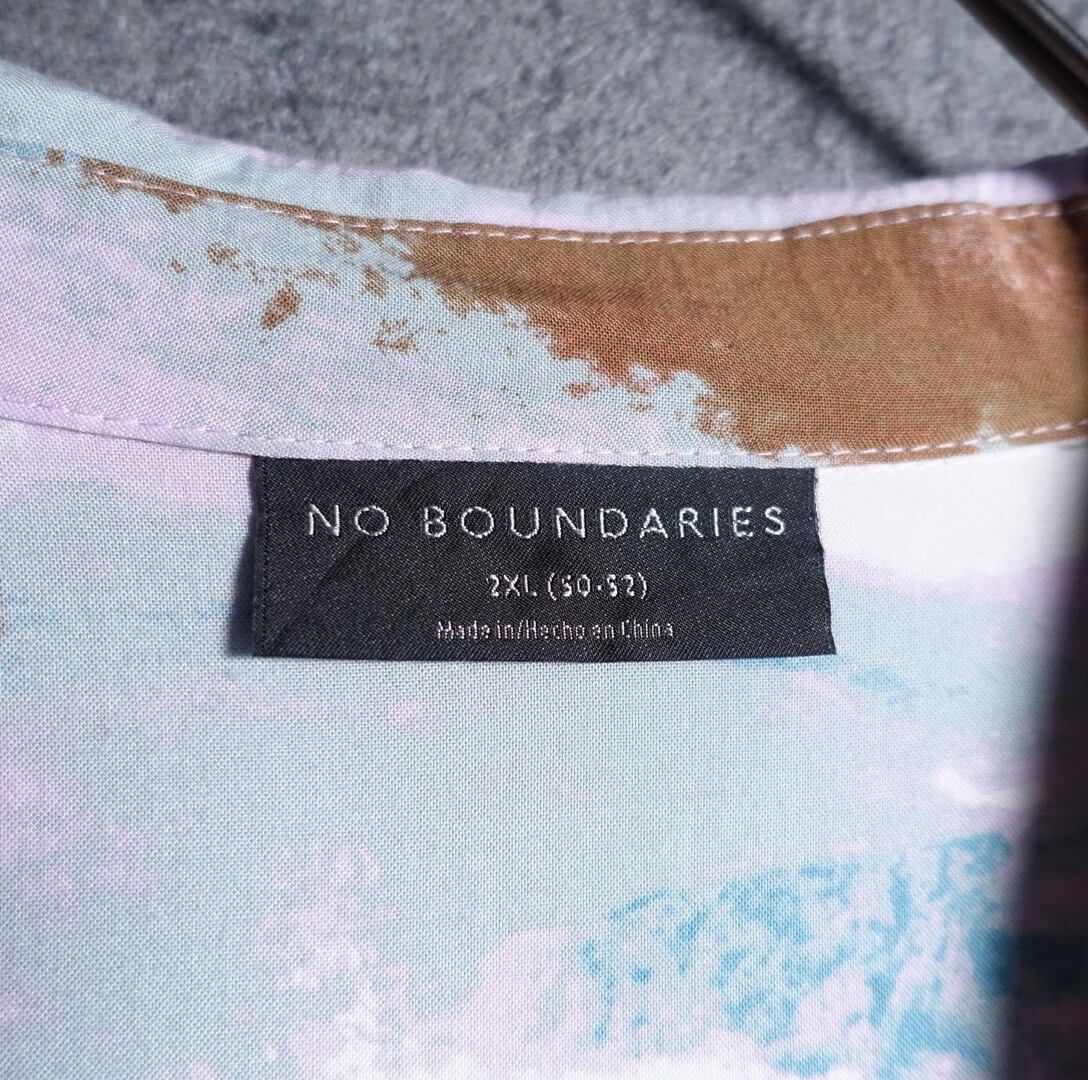 NO BOUNDARIES
2XL (50-52)
Made in/Hecho en China